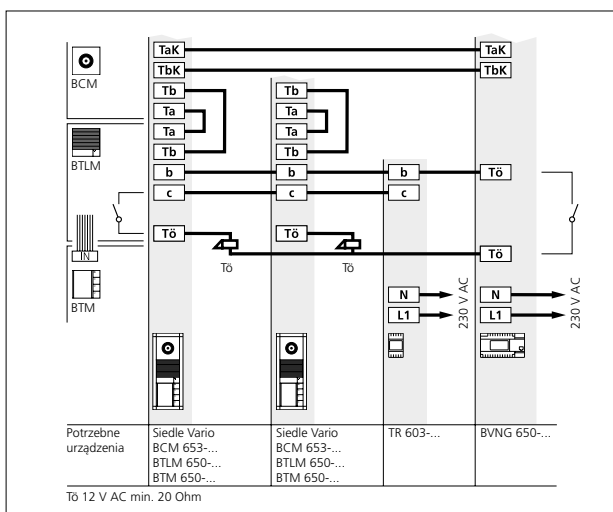 BCM
TaK
TaK
TbK
TbK
Tb
Tb
Ta
Ta
Ta
Ta
Tb
Tb
BTLM
b
b
b
Tö
c
c
c
Tö
Tö
Tö
Tö
Tö
IN
BTM
N
N
L1
L1
230 V AC
230 V AC
Potrzebne
urządzenia
Siedle Vario
BCM 653-...
BTLM 650-...
BTM 650-...
Siedle Vario
BCM 653-...
BTLM 650-...
BTM 650-...
TR 603-...
BVNG 650-...
Tö 12 V AC min. 20 Ohm